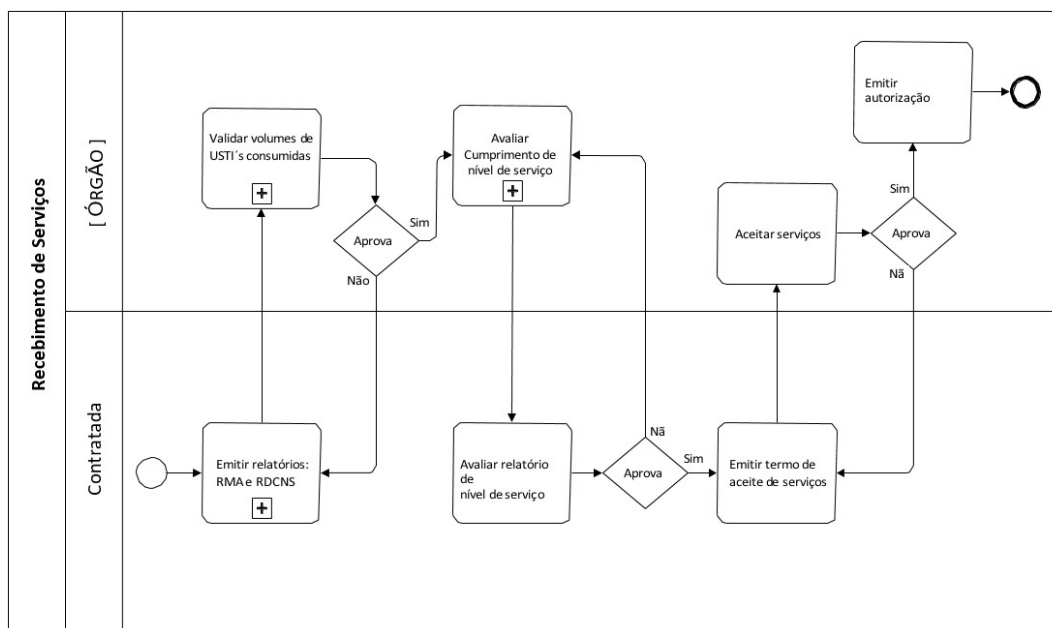 Recebimento de Serviços
[ ÓRGÃO ]
Validar volumes de
USTI´s consumidas
Aprova
Sim
Não
Avaliar
Cumprimento de
nível de serviço
Aceitar serviços
Aprova
Sim
Nã
Emitir
autorização
Contratada
Emitir relatórios:
RMA e RDCNS
Avaliar relatório
de
nível de serviço
Aprova
Nã
Sim
Emitir termo de
aceite de serviços